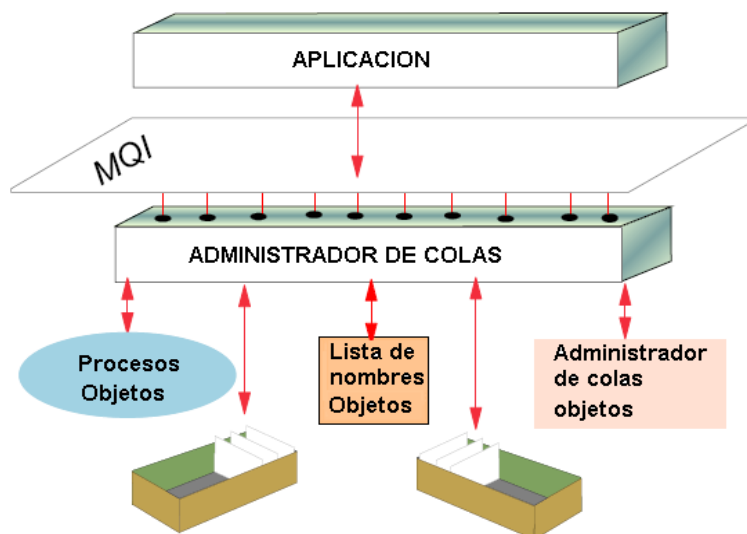 APLICACION
MQI
ADMINISTRADOR DE COLAS
Procesos
Objetos
Lista de
nombres
Objetos
Administrador
de colas
objetos